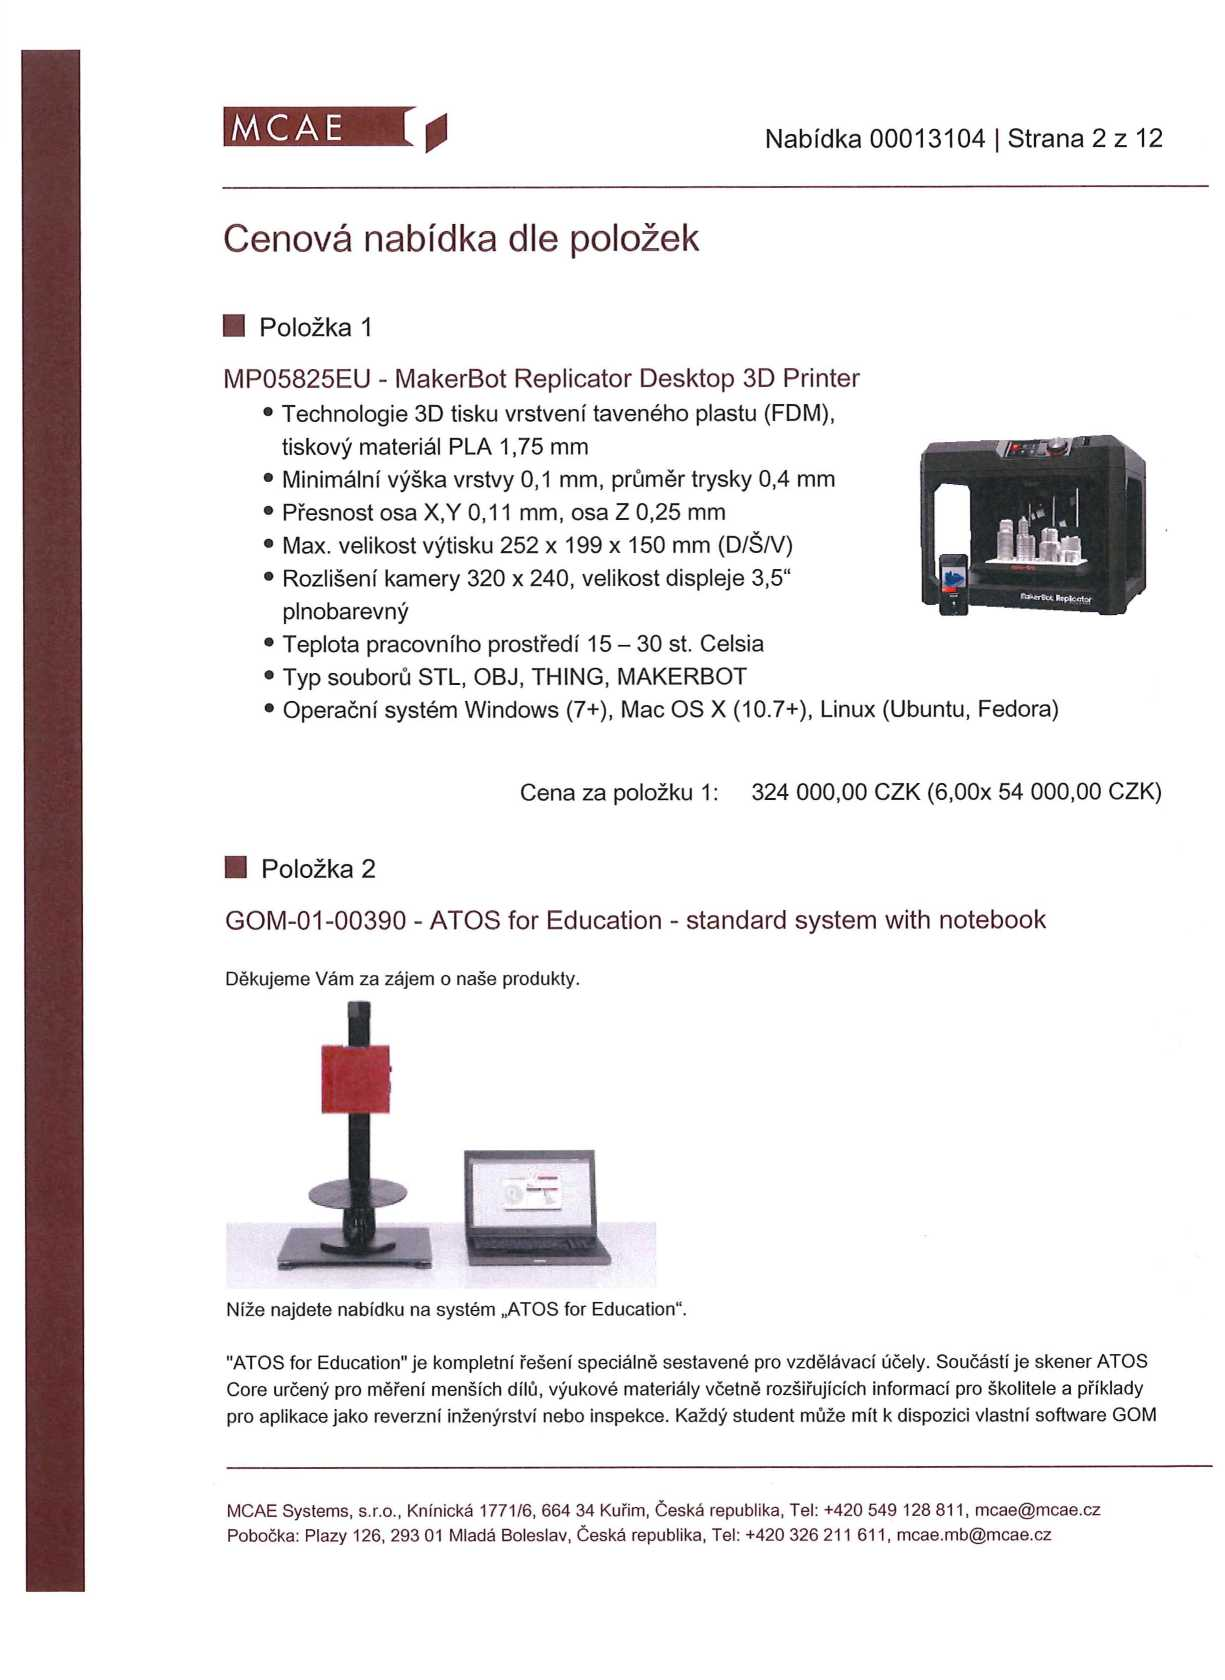 MCAE
Nabídka 00013104 | Strana 2 z 12
Cenová nabídka dle položek
Položka 1
MP05825EU - MakerBot Replicator Desktop 3D Printer
• Technologie 3D tisku vrstvení taveného plastu (FDM),
tiskový materiál PLA 1,75 mm
• Minimální výška vrstvy 0,1 mm, průměr trysky 0,4 mm
• Přesnost osa X,Y 0,11 mm, osa Z 0,25 mm
• Max. velikost výtisku 252 x 199 x 150 mm (D/Š/V)
• Rozlišení kamery 320 x 240, velikost displeje 3,5“
plnobarevný
• Teplota pracovního prostředí 15 – 30 st. Celsia
• Typ souborů STL, OBJ, THING, MAKERBOT
• Operační systém Windows (7+), Mac OS X (10.7+), Linux (Ubuntu, Fedora)
MakerBot Replicator
Cena za položku 1: 324 000,00 CZK (6,00x 54 000,00 CZK)
Položka 2
GOM-01-00390 - ATOS for Education - standard system with notebook
Děkujeme Vám za zájem o naše produkty.
Níže najdete nabídku na systém „ATOS for Education“.
"ATOS for Education" je kompletní řešení speciálně sestavené pro vzdělávací účely. Součástí je skener ATOS
Core určený pro měření menších dílů, výukové materiály včetně rozšiřujících informací pro školitele a příklady
pro aplikace jako reverzní inženýrství nebo inspekce. Každý student může mít k dispozici vlastní software GOM
MCAE Systems, s.r.o., Knínická 1771/6, 664 34 Kuřim, Česká republika, Tel: +420 549 128 811, mcae@mcae.cz
Pobočka: Plazy 126, 293 01 Mladá Boleslav, Česká republika, Tel: +420 326 211 611, mcae.mb@mcae.cz